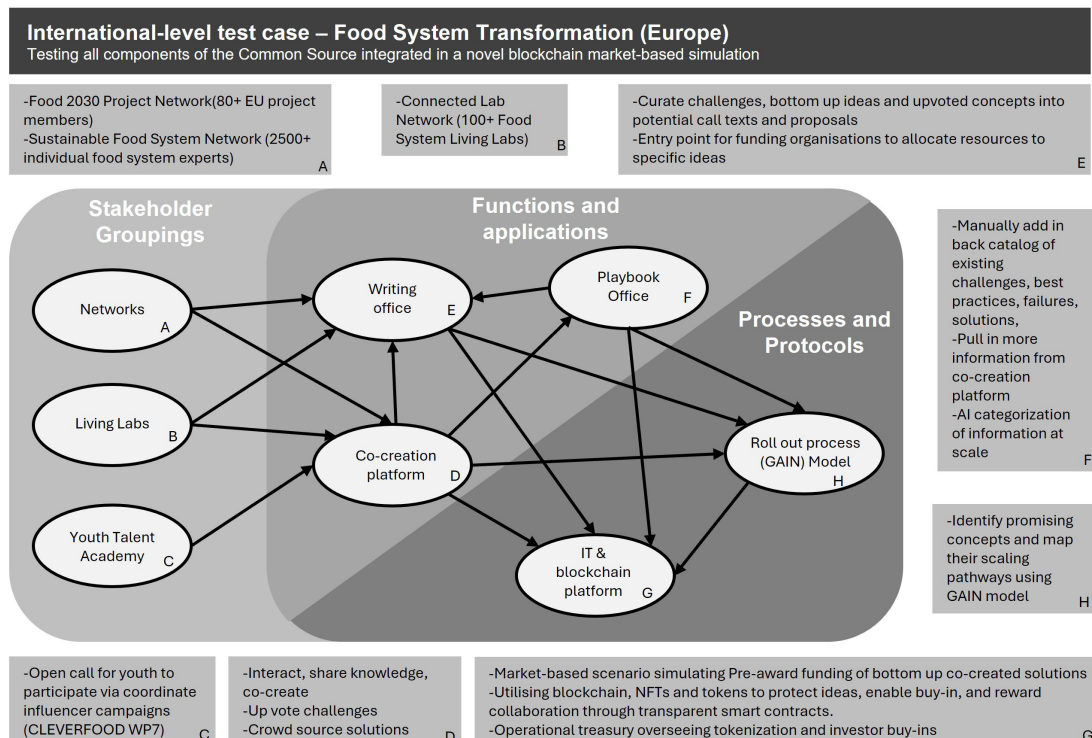 International-level test case – Food System Transformation (Europe)
Testing all components of the Common Source integrated in a novel blockchain market-based simulation
-Food 2030 Project Network(80+ EU project
members)
-Sustainable Food System Network (2500+
individual food system experts)
A
-Connected Lab
Network (100+ Food
System Living Labs)
B
-Curate challenges, bottom up ideas and upvoted concepts into
potential call texts and proposals
-Entry point for funding organisations to allocate resources to
specific ideas
E
Stakeholder
Groupings
Functions and
applications
Processes and
Protocols
Networks
A
Living Labs
B
Youth Talent
Academy
C
Writing
office
E
Co-creation
platform
D
Playbook
Office
F
Roll out process
(GAIN) Model
H
IT &
blockchain
platform
G
-Manually add in
back catalog of
existing
challenges, best
practices, failures,
solutions,
-Pull in more
information from
co-creation
platform
-AI categorization
of information at
scale
F
-Identify promising
concepts and map
their scaling
pathways using
GAIN model
H
-Open call for youth to
participate via coordinate
influencer campaigns
(CLEVERFOOD WP7)
C
-Interact, share knowledge,
co-create
-Up vote challenges
-Crowd source solutions
D
-Market-based scenario simulating Pre-award funding of bottom up co-created solutions
-Utilising blockchain, NFTs and tokens to protect ideas, enable buy-in, and reward
collaboration through transparent smart contracts.
-Operational treasury overseeing tokenization and investor buy-ins
G